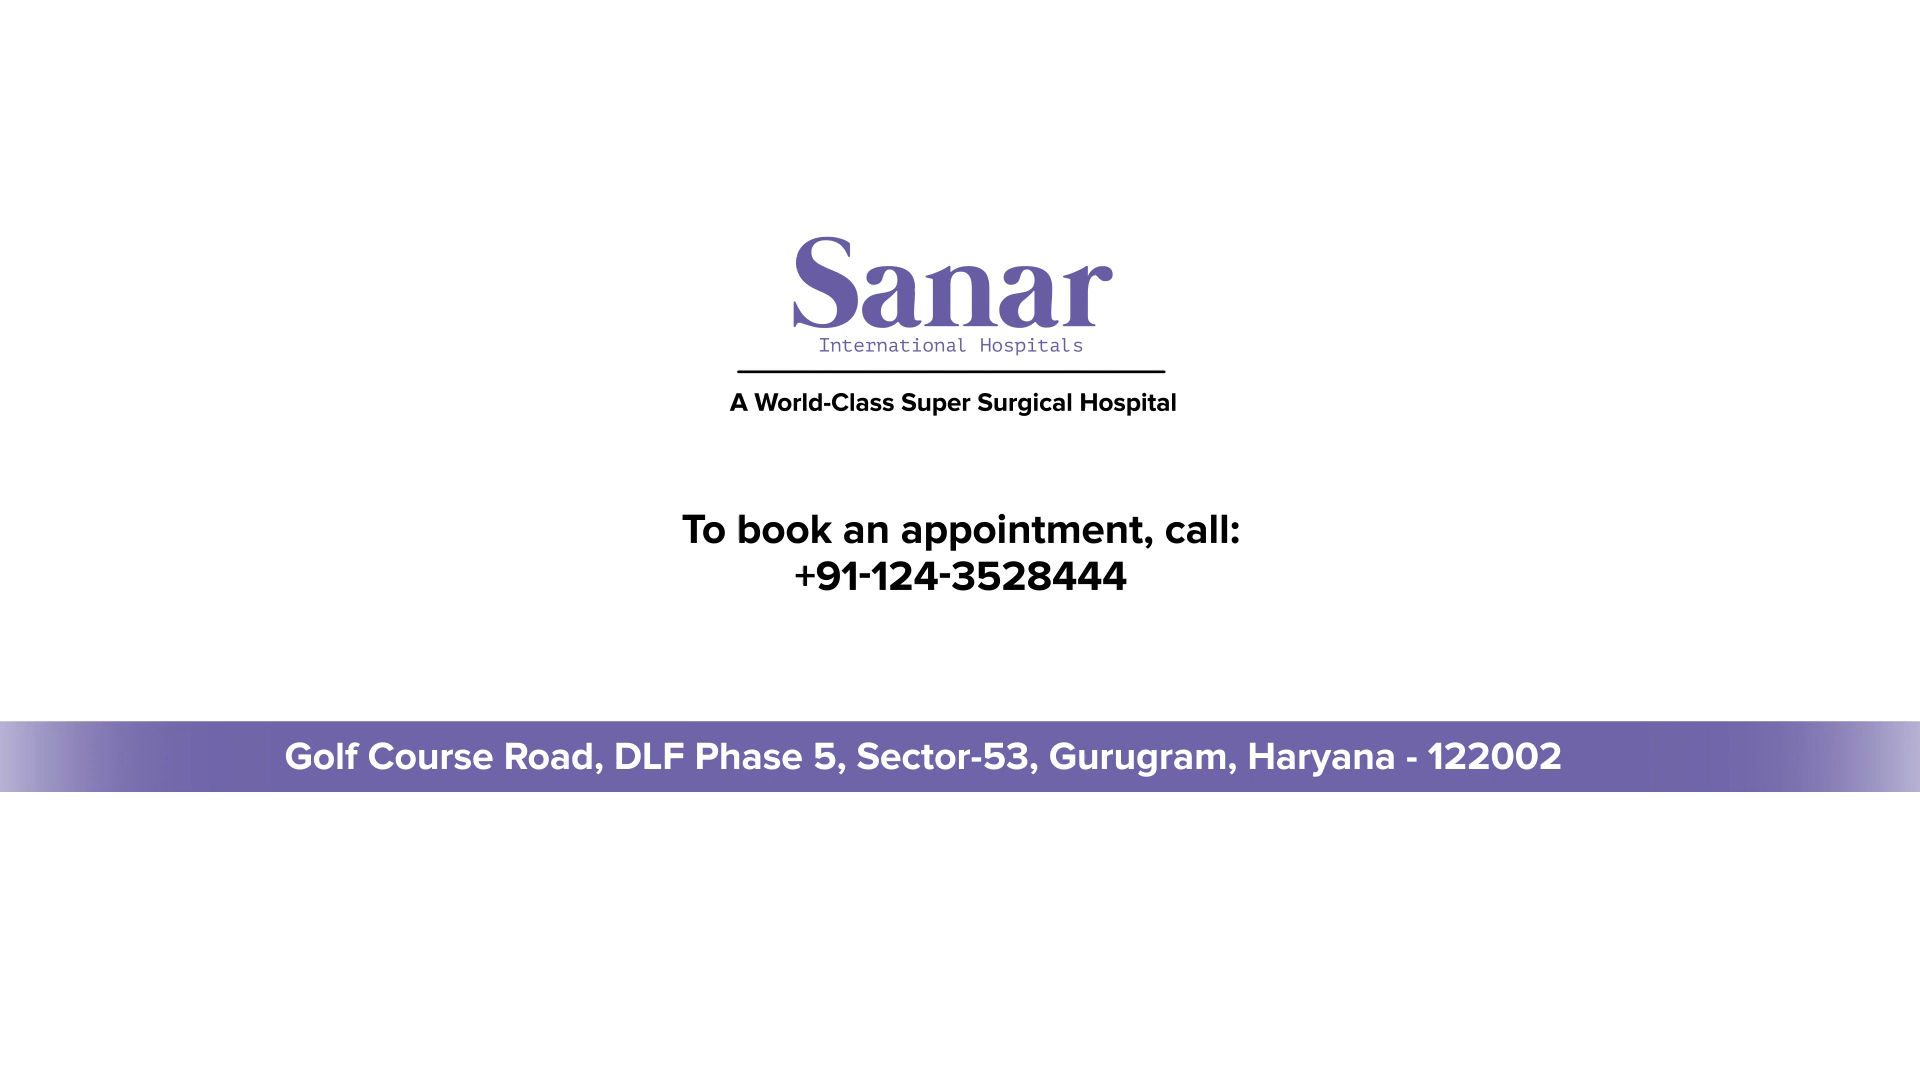 Sanar
International Hospitals
A World-Class Super Surgical Hospital
To book an appointment, call:
+91-124-3528444
Golf Course Road, DLF Phase 5, Sector-53, Gurugram, Haryana - 122002